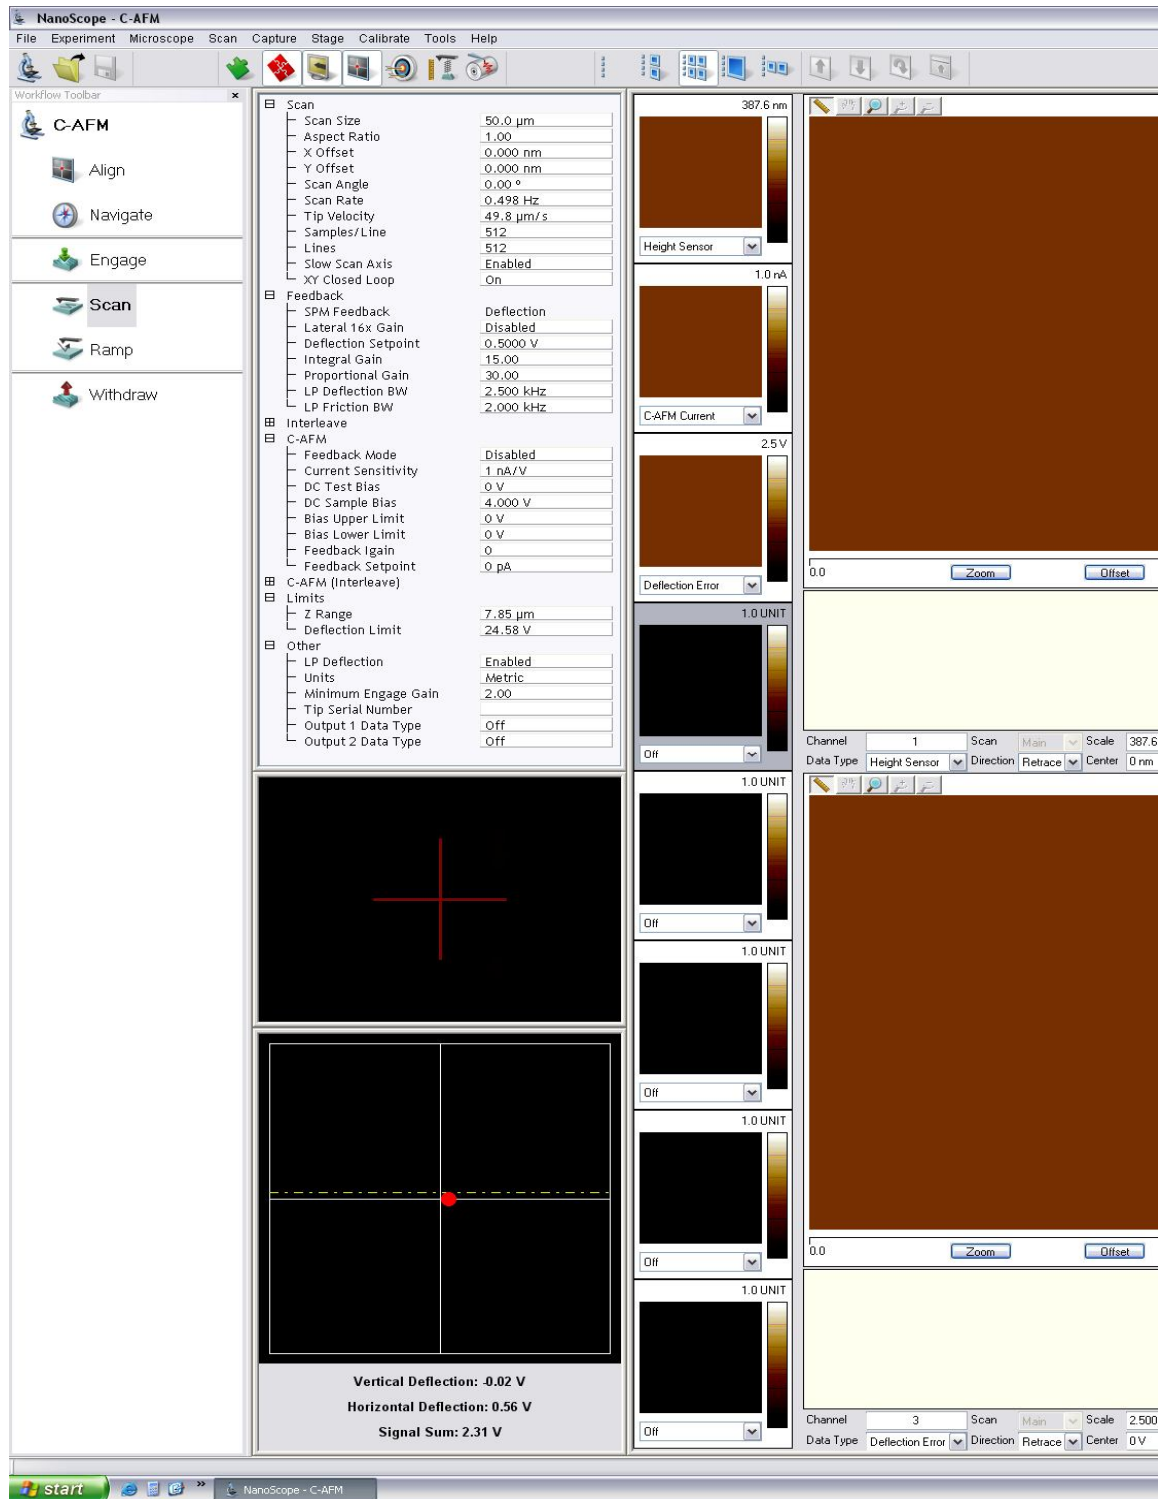 NanoScope - C-AFM
File Experiment Microscope Scan Capture Stage Calibrate Tools Help
Workflow Toolbar
C-AFM
Align
Navigate
Engage
Scan
Ramp
Withdraw
Scan
Scan Size 50.0 µm
Aspect Ratio 1.00
X Offset 0.000 nm
Y Offset 0.000 nm
Scan Angle 0.00 °
Scan Rate 0.498 Hz
Tip Velocity 49.8 µm/s
Samples/Line 512
Lines 512
Slow Scan Axis Enabled
XY Closed Loop On
Feedback
SPM Feedback Deflection
Lateral 16x Gain Disabled
Deflection Setpoint 0.5000 V
Integral Gain 15.00
Proportional Gain 30.00
LP Deflection BW 2.500 kHz
LP Friction BW 2.000 kHz
Interleave
C-AFM
Feedback Mode Disabled
Current Sensitivity 1 nA/V
DC Test Bias 0 V
DC Sample Bias 4.000 V
Bias Upper Limit 0 V
Bias Lower Limit 0 V
Feedback Igain 0
Feedback Setpoint 0 pA
C-AFM (Interleave)
Limits
Z Range 7.85 µm
Deflection Limit 24.58 V
Other
LP Deflection Enabled
Units Metric
Minimum Engage Gain 2.00
Tip Serial Number
Output 1 Data Type Off
Output 2 Data Type Off
Vertical Deflection: -0.02 V
Horizontal Deflection: 0.56 V
Signal Sum: 2.31 V
387.6 nm
Height Sensor
1.0 nA
C-AFM Current
2.5 V
Deflection Error
1.0 UNIT
Off
1.0 UNIT
Off
1.0 UNIT
Off
1.0 UNIT
Off
1.0 UNIT
Off
0.0 Zoom Offset
Channel 1 Scan Main Scale 387.6
Data Type Height Sensor Direction Retrace Center 0 nm
0.0 Zoom Offset
Channel 3 Scan Main Scale 2.500
Data Type Deflection Error Direction Retrace Center 0 V
start » NanoScope - C-AFM